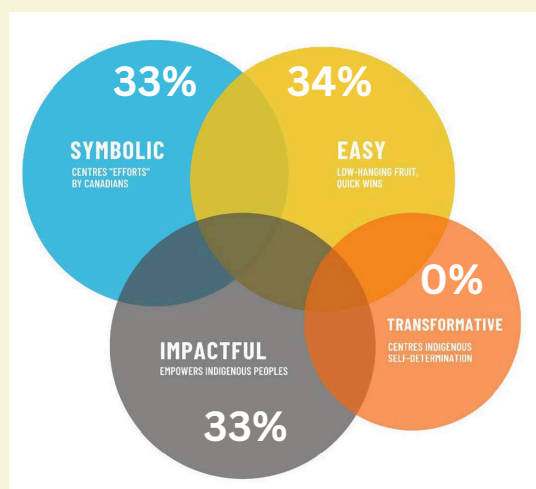 33%
SYMBOLIC
CENTRES "EFFORTS"
BY CANADIANS
34%
EASY
LOW-HANGING FRUIT,
QUICK WINS
0%
TRANSFORMATIVE
CENTRES INDIGENOUS
SELF-DETERMINATION
IMPACTFUL
EMPOWERS INDIGENOUS PEOPLES
33%